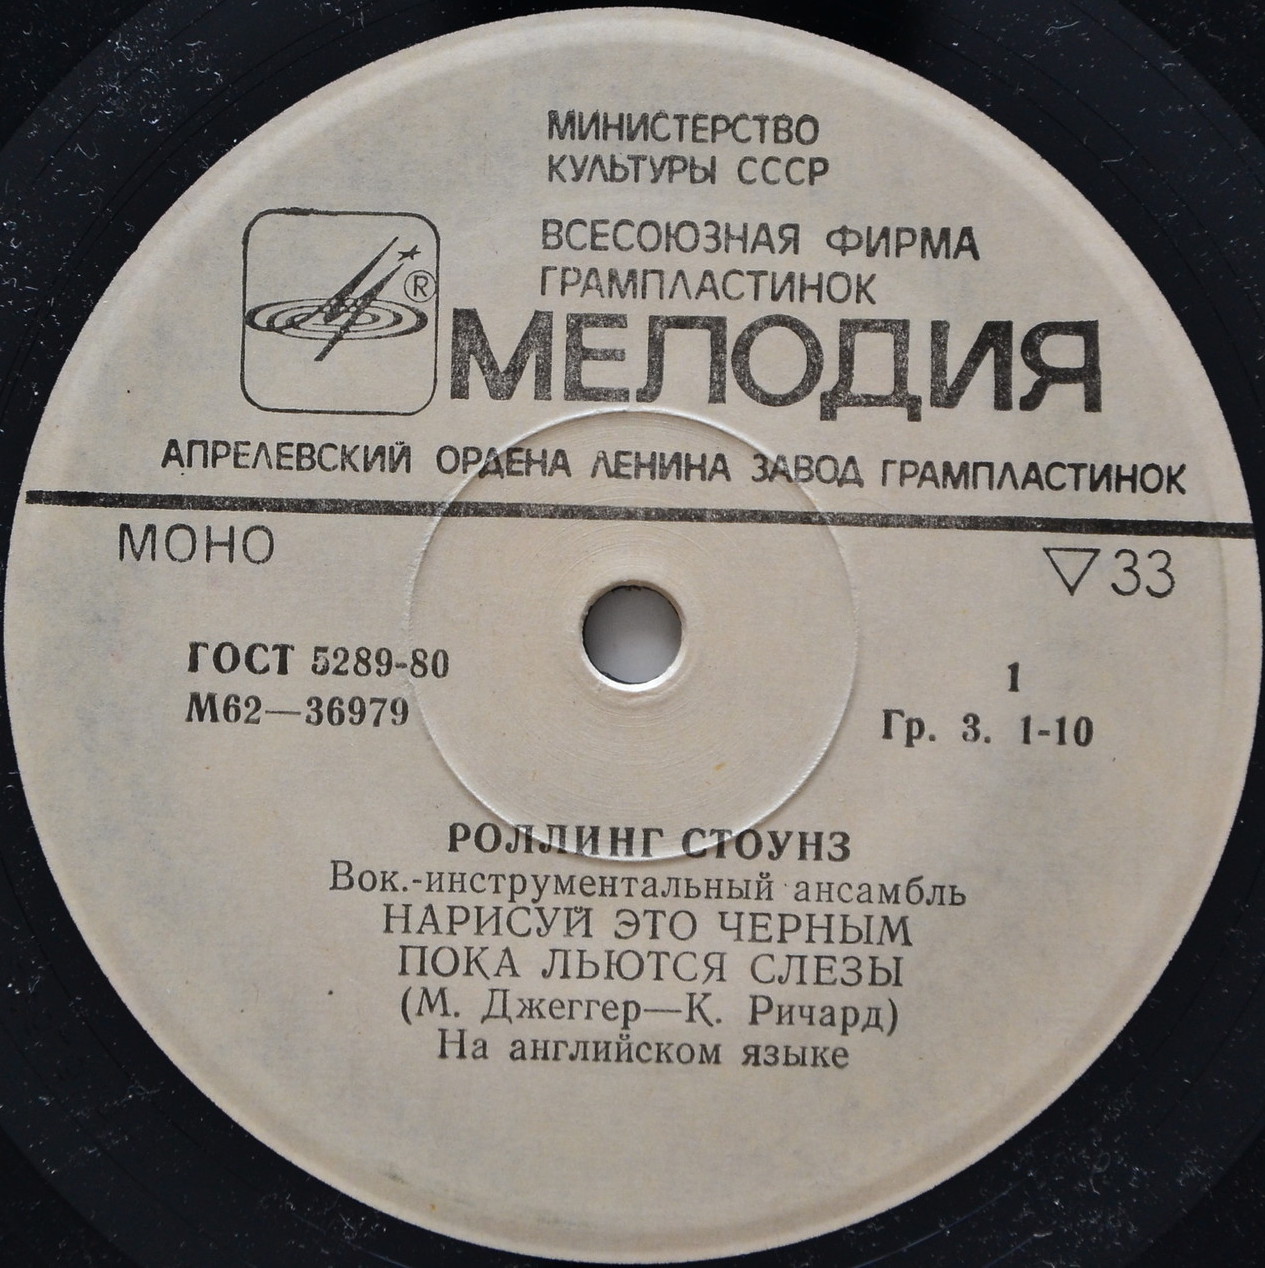 МИНИСТЕРСТВО
КУЛЬТУРЫ СССР
ВСЕСОЮЗНАЯ ФИРМА
ГРАМПЛАСТИНОК
®
МЕЛОДИЯ
АПРЕЛЕВСКИЙ ОРДЕНА ЛЕНИНА ЗАВОД ГРАМПЛАСТИНОК
МОНО
▽33
ГОСТ 5289-80
М62—36979
1
Гр. 3. 1-10
РОЛЛИНГ СТОУНЗ
Вок.-инструментальный ансамбль
НАРИСУЙ ЭТО ЧЕРНЫМ
ПОКА ЛЬЮТСЯ СЛЕЗЫ
(М. Джеггер—К. Ричард)
На английском языке